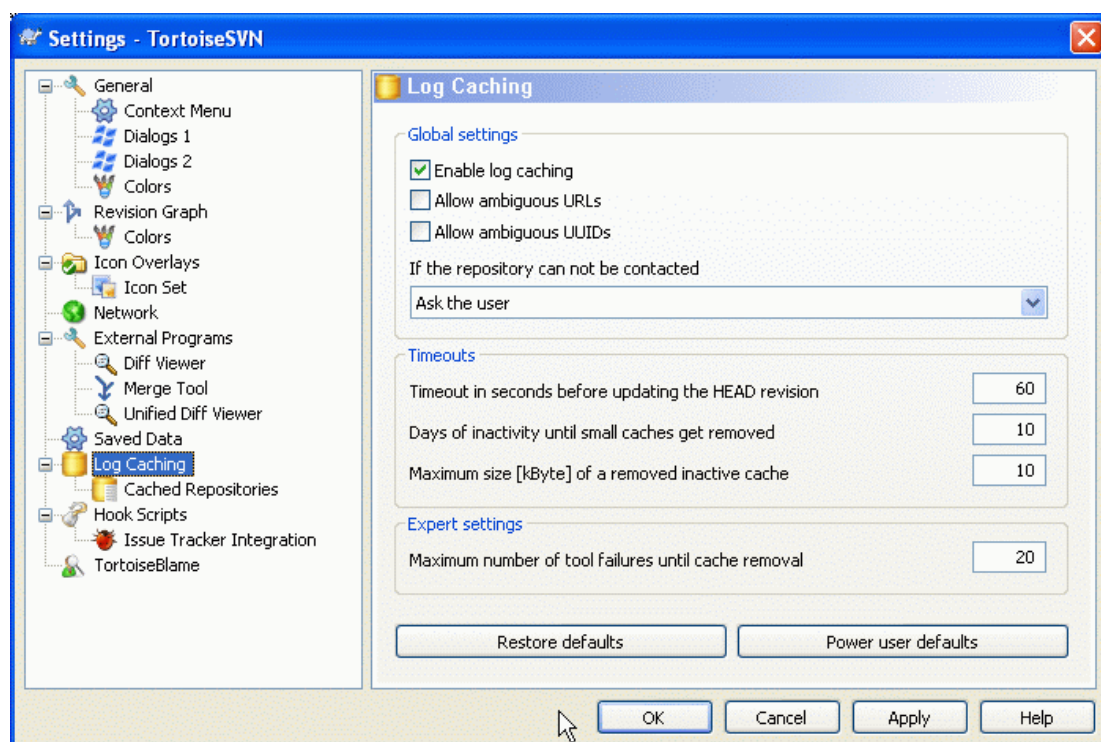 Settings - TortoiseSVN
General
Context Menu
Dialogs 1
Dialogs 2
Colors
Revision Graph
Colors
Icon Overlays
Icon Set
Network
External Programs
Diff Viewer
Merge Tool
Unified Diff Viewer
Saved Data
Log Caching
Cached Repositories
Hook Scripts
Issue Tracker Integration
TortoiseBlame
Log Caching
Global settings
Enable log caching
Allow ambiguous URLs
Allow ambiguous UUIDs
If the repository can not be contacted
Ask the user
Timeouts
Timeout in seconds before updating the HEAD revision 60
Days of inactivity until small caches get removed 10
Maximum size [kByte] of a removed inactive cache 10
Expert settings
Maximum number of tool failures until cache removal 20
Restore defaults Power user defaults
OK Cancel Apply Help